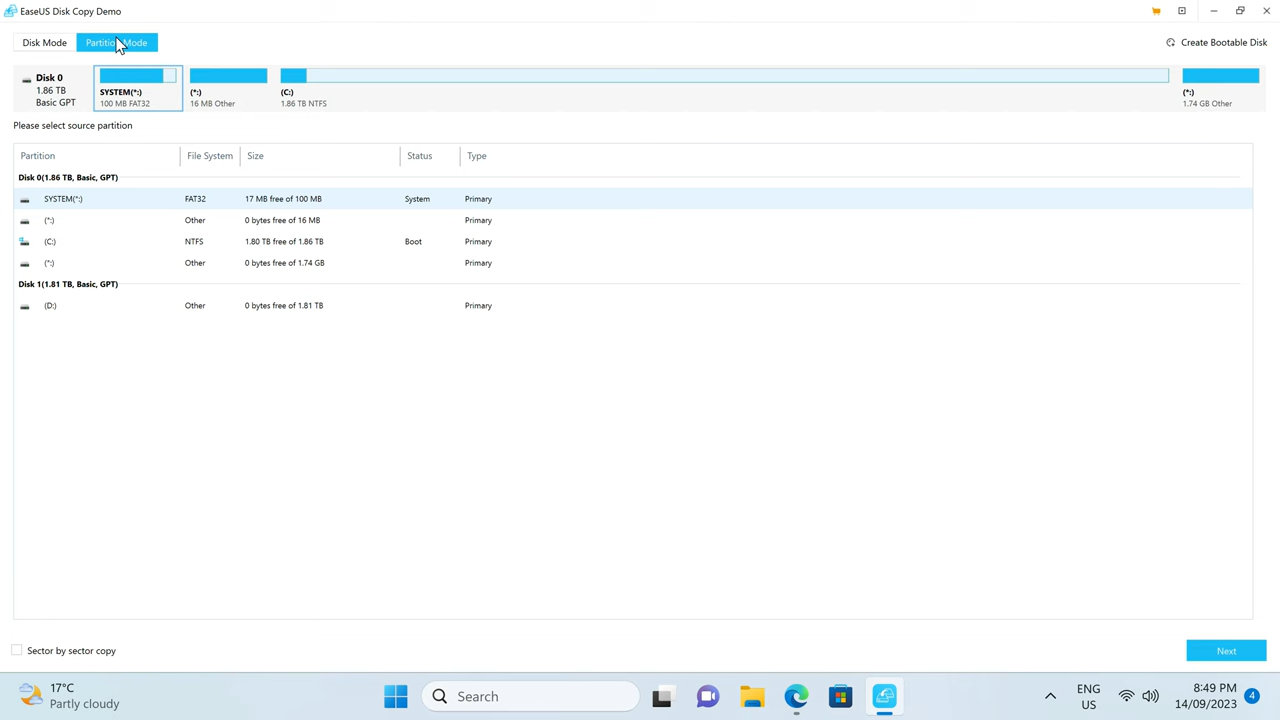 EaseUS Disk Copy Demo
Disk Mode
Partition Mode
Create Bootable Disk
Disk 0
1.86 TB
Basic GPT
SYSTEM(*:)
100 MB FAT32
(*:)
16 MB Other
(C:)
1.86 TB NTFS
(*:)
1.74 GB Other
Please select source partition
Partition File System Size Status Type
Disk 0(1.86 TB, Basic, GPT)
SYSTEM(*:) FAT32 17 MB free of 100 MB System Primary
(*:) Other 0 bytes free of 16 MB Primary
(C:) NTFS 1.80 TB free of 1.86 TB Boot Primary
(*:) Other 0 bytes free of 1.74 GB Primary
Disk 1(1.81 TB, Basic, GPT)
(D:) Other 0 bytes free of 1.81 TB Primary
Sector by sector copy
Next
17°C
Partly cloudy
Search
ENG
US
8:49 PM
14/09/2023
4